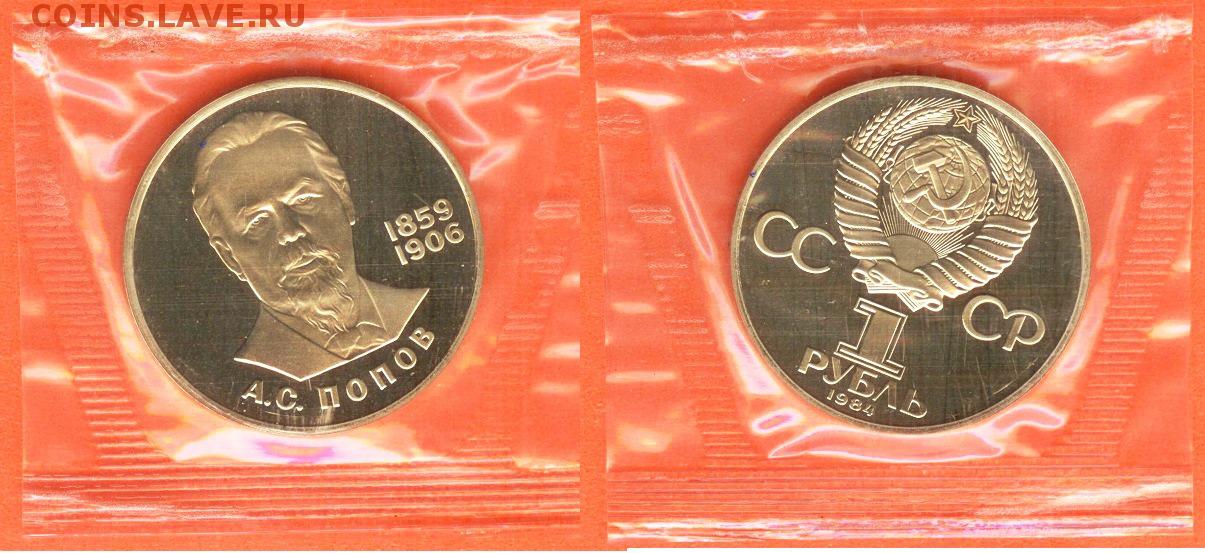 COINS.LAVE.RU
1859
1906
А.С. ПОПОВ
СС СР
1
РУБЛЬ
1984